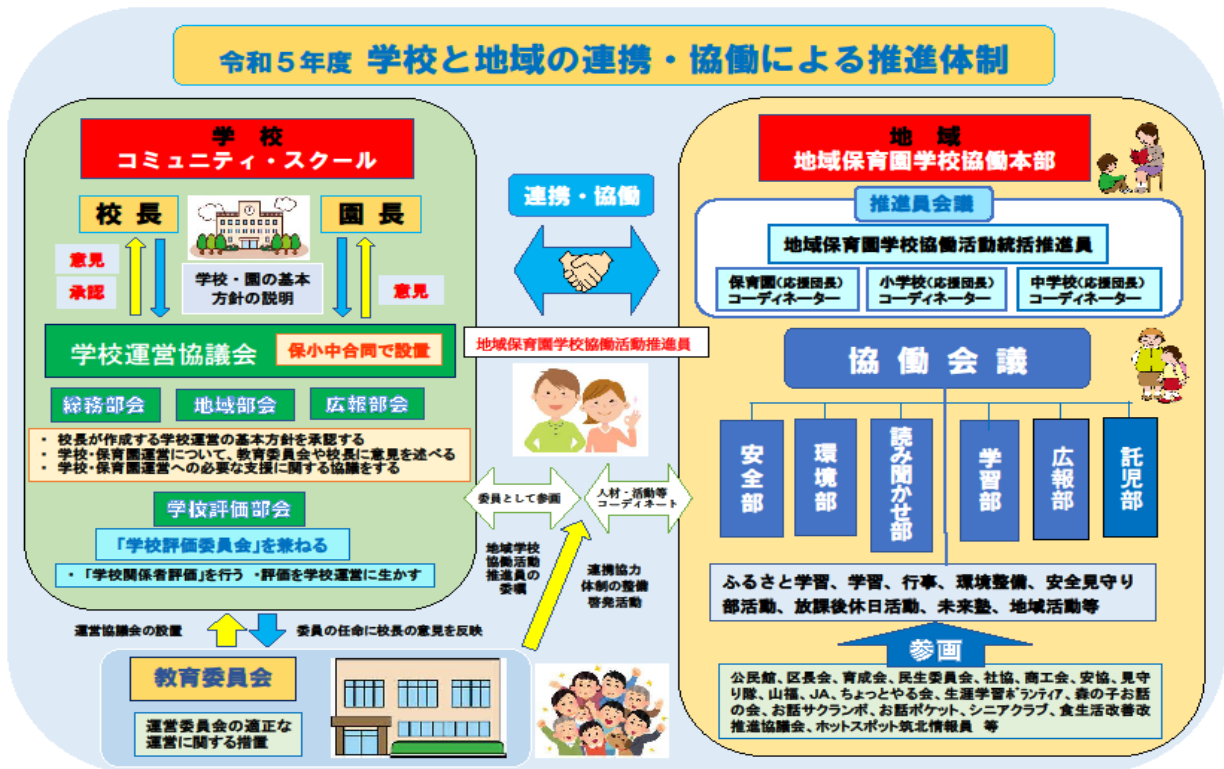 令和５年度 学校と地域の連携・協働による推進体制
学 校
コミュニティ・スクール
校 長
園 長
意見
承認
学校・園の基本
方針の説明
意見
学校運営協議会
保小中合同で設置
総務部会
地域部会
広報部会
・ 校長が作成する学校運営の基本方針を承認する
・ 学校・保育園運営について、教育委員会や校長に意見を述べる
・ 学校・保育園運営への必要な支援に関する協議をする
学校評価部会
「学校評価委員会」を兼ねる
・「学校関係者評価」を行う ・評価を学校運営に生かす
運営協議会の設置
委員の任命に校長の意見を反映
教育委員会
運営委員会の適正な
運営に関する措置
連携・協働
地域保育園学校協働活動推進員
委員として参画
人材・活動等
コーディネート
地域学校
協働活動
推進員の
委嘱
連携協力
体制の整備
啓発活動
地 域
地域保育園学校協働本部
推進員会議
地域保育園学校協働活動統括推進員
保育園(応援団長)
コーディネーター
小学校(応援団長)
コーディネーター
中学校(応援団長)
コーディネーター
協 働 会 議
安全部
環境部
読み聞かせ部
学習部
広報部
託児部
ふるさと学習、学習、行事、環境整備、安全見守り
部活動、放課後休日活動、未来塾、地域活動等
参画
公民館、区長会、育成会、民生委員会、社協、商工会、安協、見守
り隊、山福、JA、ちょっとやる会、生涯学習ﾎﾞﾗﾝﾃｨｱ、森の子お話
の会、お話サクランボ、お話ポケット、シニアクラブ、食生活改善改
推進協議会、ホットスポット筑北情報員 等